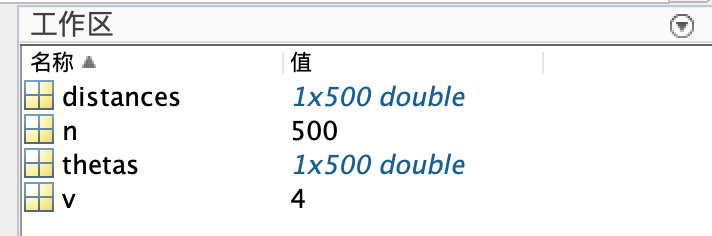 工作区
名称 值
distances 1x500 double
n 500
thetas 1x500 double
v 4